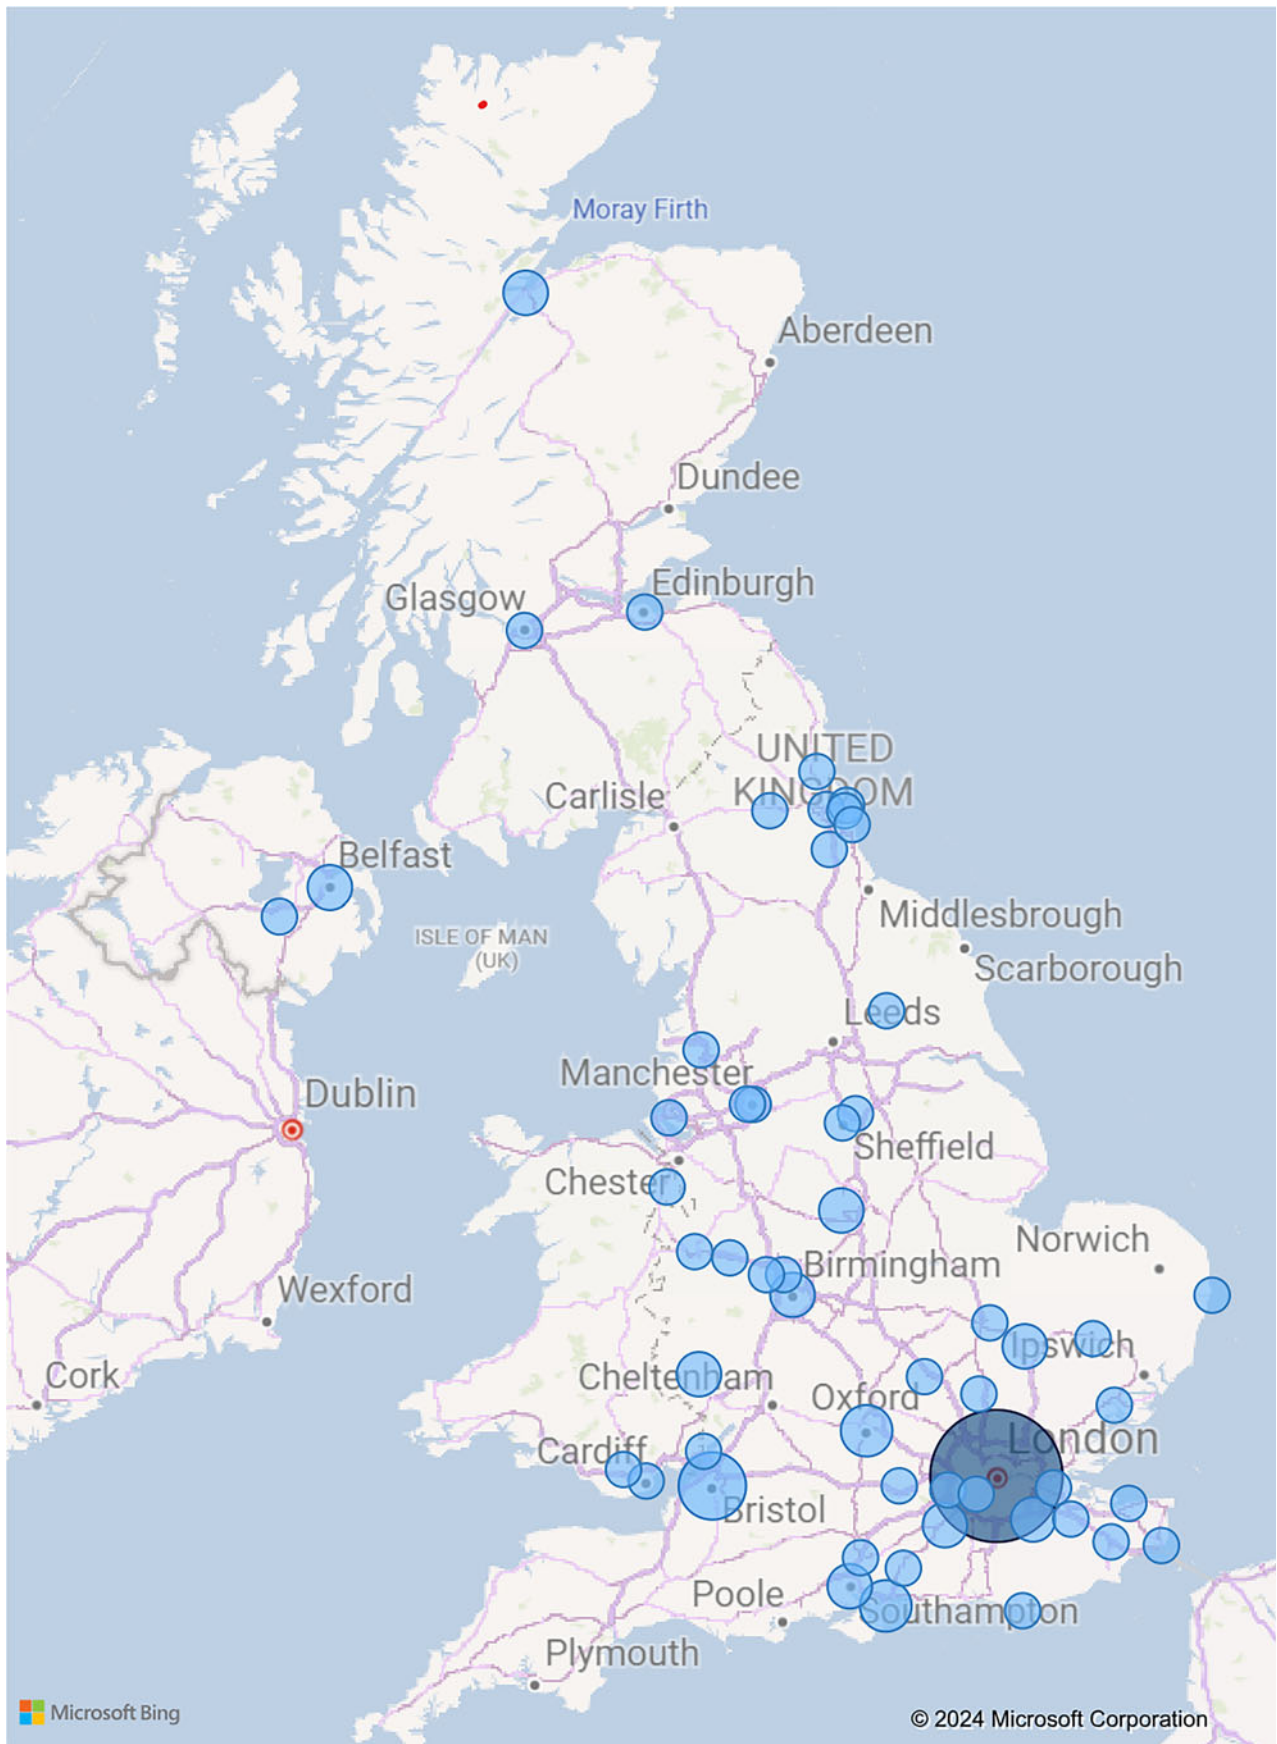 Moray Firth
Aberdeen
Dundee
Edinburgh
Glasgow
UNITED
KINGDOM
Carlisle
Belfast
ISLE OF MAN
(UK)
Middlesbrough
Scarborough
Leeds
Manchester
Dublin
Sheffield
Chester
Norwich
Birmingham
Wexford
Ipswich
Cork
Cheltenham
Oxford
London
Cardiff
Bristol
Poole
Southampton
Plymouth
Microsoft Bing
© 2024 Microsoft Corporation